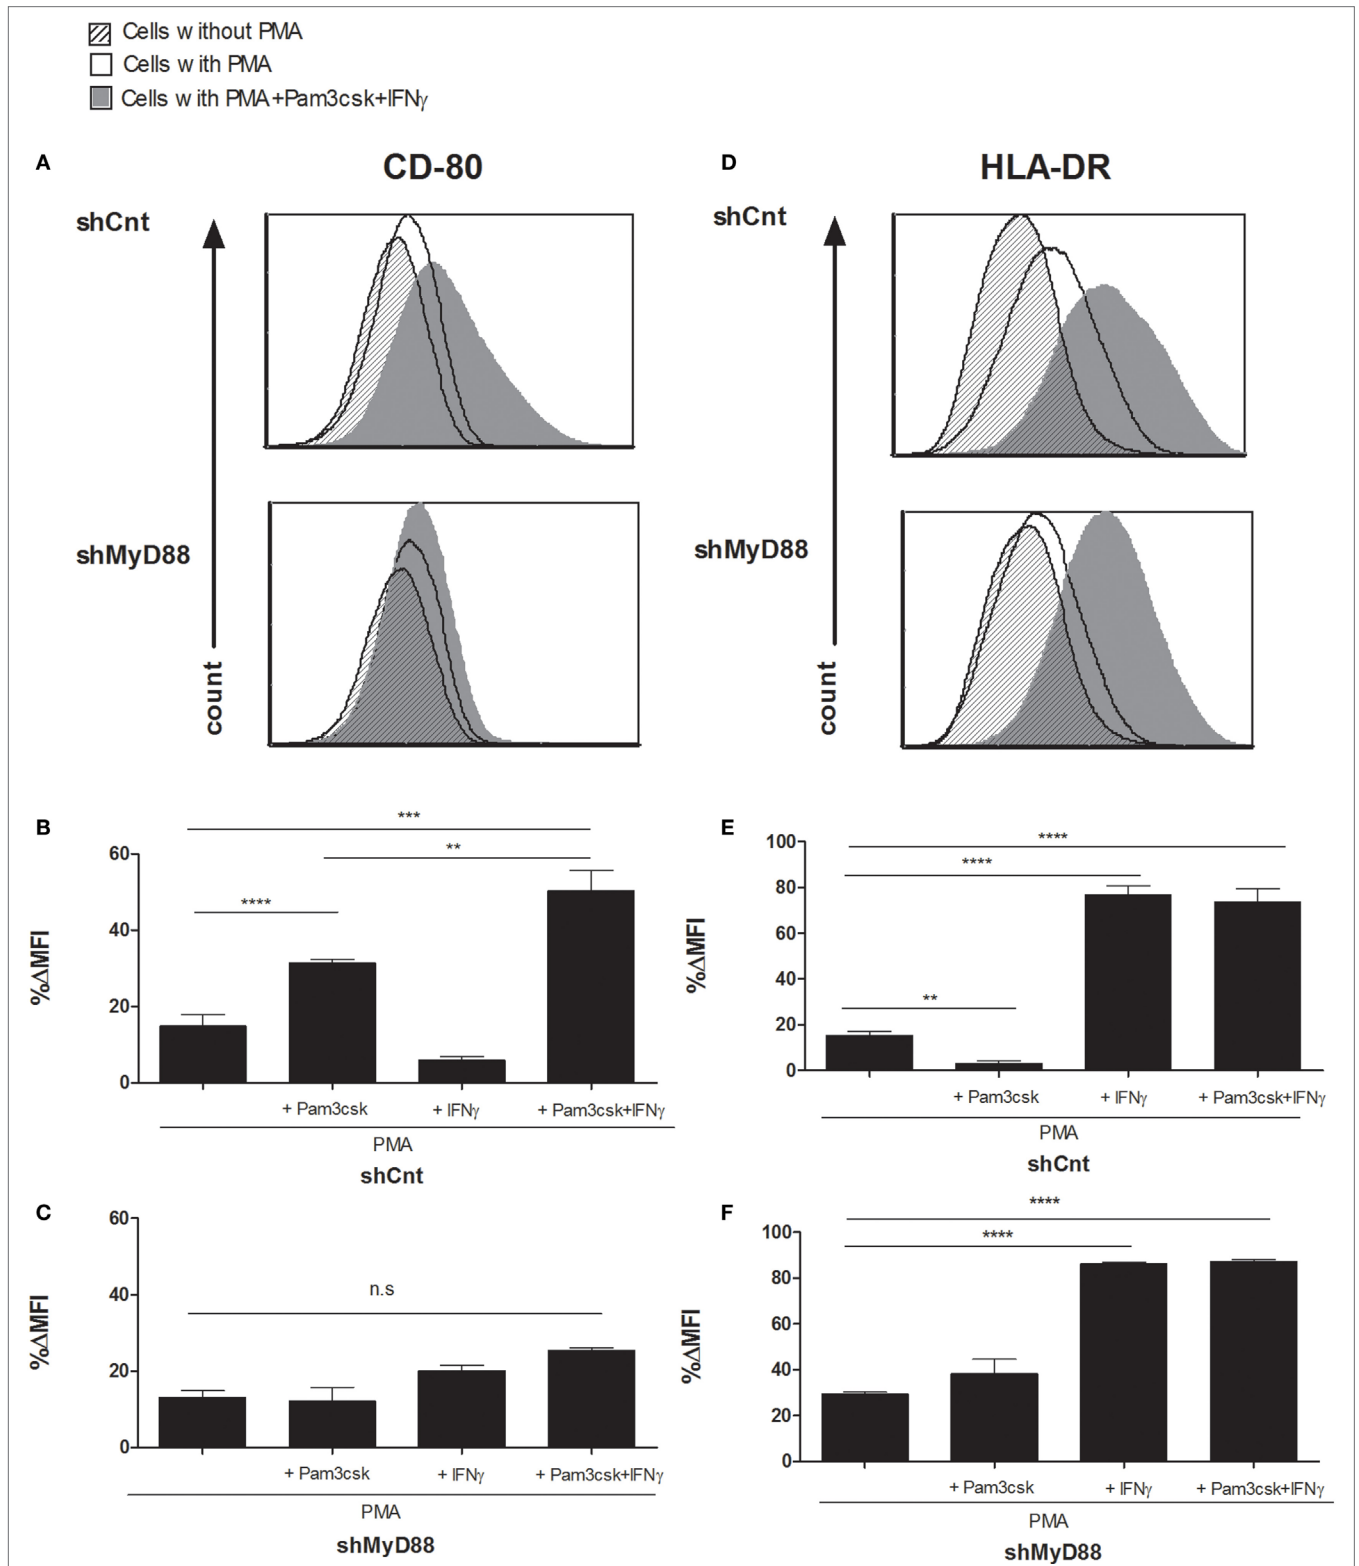 Cells without PMA
Cells with PMA
Cells with PMA+Pam3csk+IFNγ
A
CD-80
shCnt
shMyD88
count
D
HLA-DR
shCnt
shMyD88
count
B
***
**
****
60
40
20
0
%ΔMFI
+ Pam3csk
+ IFNγ
+ Pam3csk+IFNγ
PMA
shCnt
E
****
****
**
100
80
60
40
20
0
%ΔMFI
+ Pam3csk
+ IFNγ
+ Pam3csk+IFNγ
PMA
shCnt
C
n.s
60
40
20
0
%ΔMFI
+ Pam3csk
+ IFNγ
+ Pam3csk+IFNγ
PMA
shMyD88
F
****
****
100
80
60
40
20
0
%ΔMFI
+ Pam3csk
+ IFNγ
+ Pam3csk+IFNγ
PMA
shMyD88